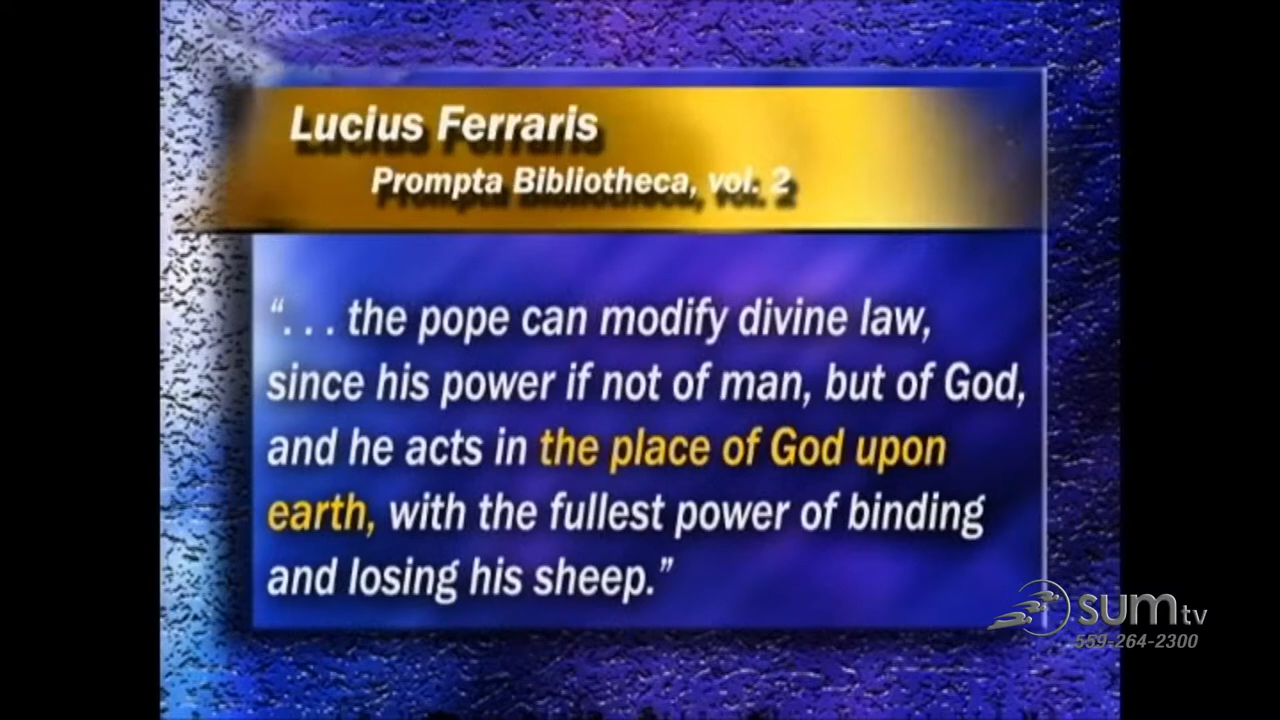 Lucius Ferraris
Prompta Bibliotheca, vol. 2
“. . . the pope can modify divine law,
since his power if not of man, but of God,
and he acts in the place of God upon
earth, with the fullest power of binding
and losing his sheep.”
sumtv
559-264-2300